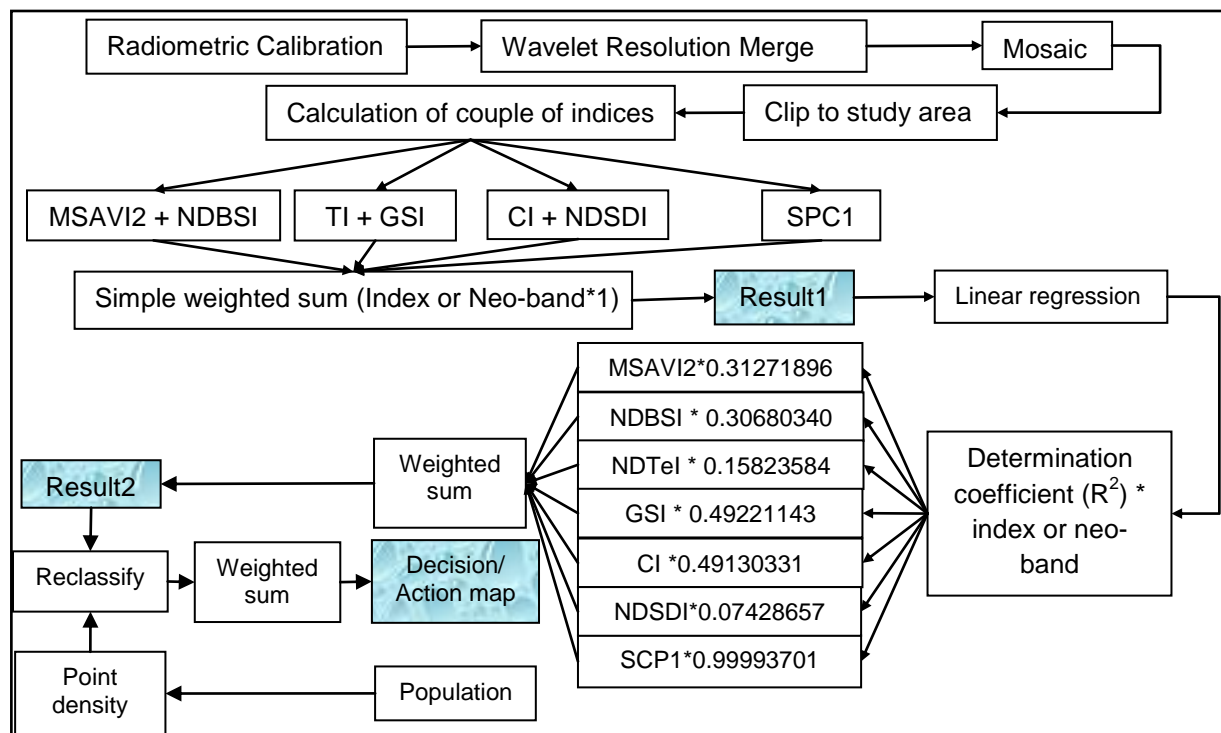 Radiometric Calibration
Wavelet Resolution Merge
Mosaic
Calculation of couple of indices
Clip to study area
MSAVI2 + NDBSI
TI + GSI
CI + NDSDI
SPC1
Simple weighted sum (Index or Neo-band*1)
Result1
Linear regression
MSAVI2*0.31271896
NDBSI * 0.30680340
NDTeI * 0.15823584
GSI * 0.49221143
CI *0.49130331
NDSDI*0.07428657
SCP1*0.99993701
Determination
coefficient (R²) *
index or neo-
band
Weighted
sum
Result2
Reclassify
Weighted
sum
Decision/
Action map
Point
density
Population